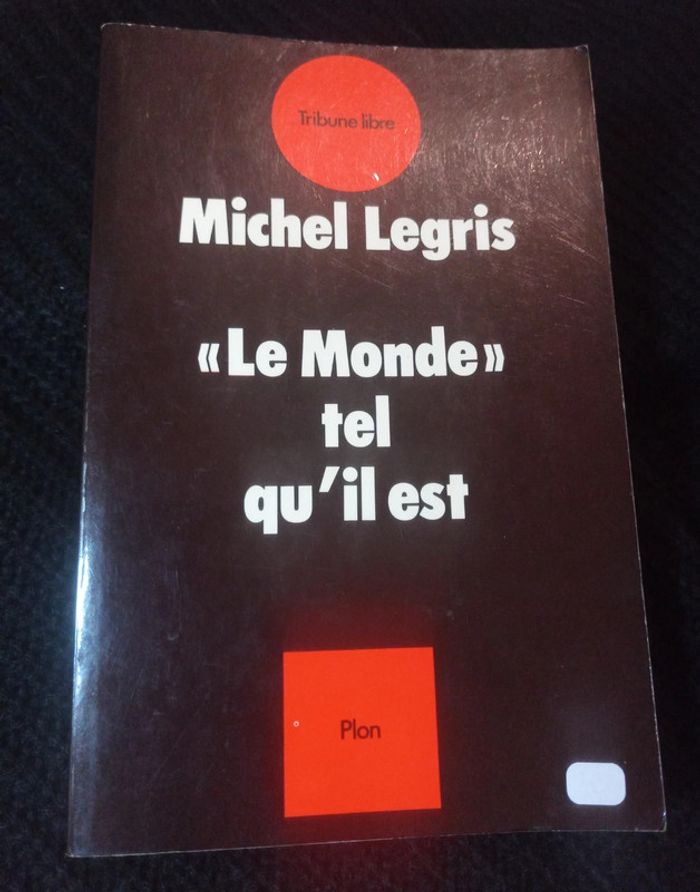 Tribune libre
Michel Legris
« Le Monde »
tel
qu'il est
Plon